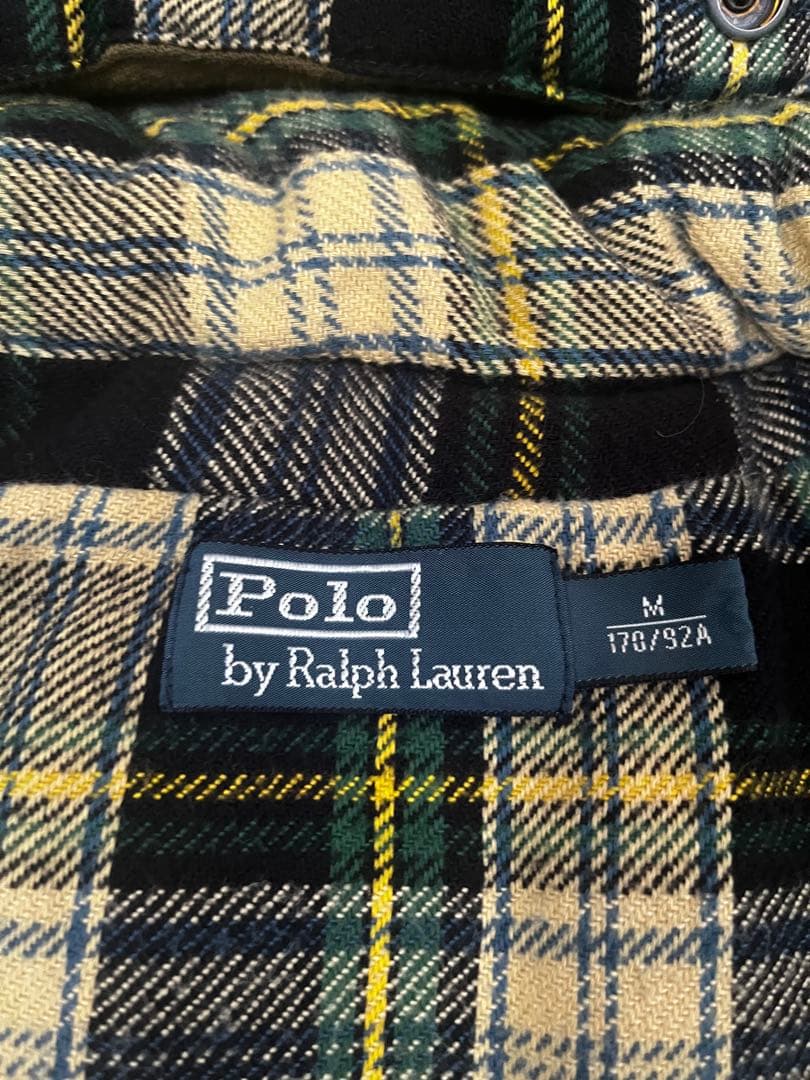 Polo
by Ralph Lauren
M
170/92A